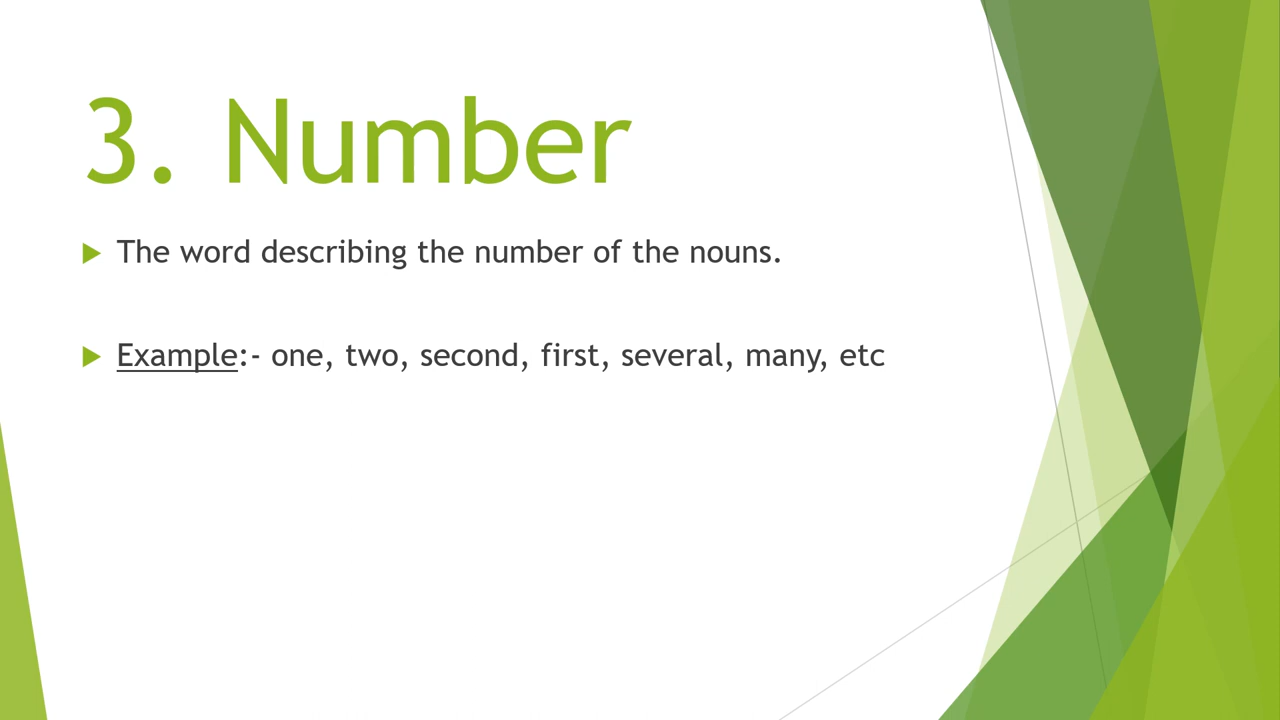 3. Number
The word describing the number of the nouns.
Example:- one, two, second, first, several, many, etc